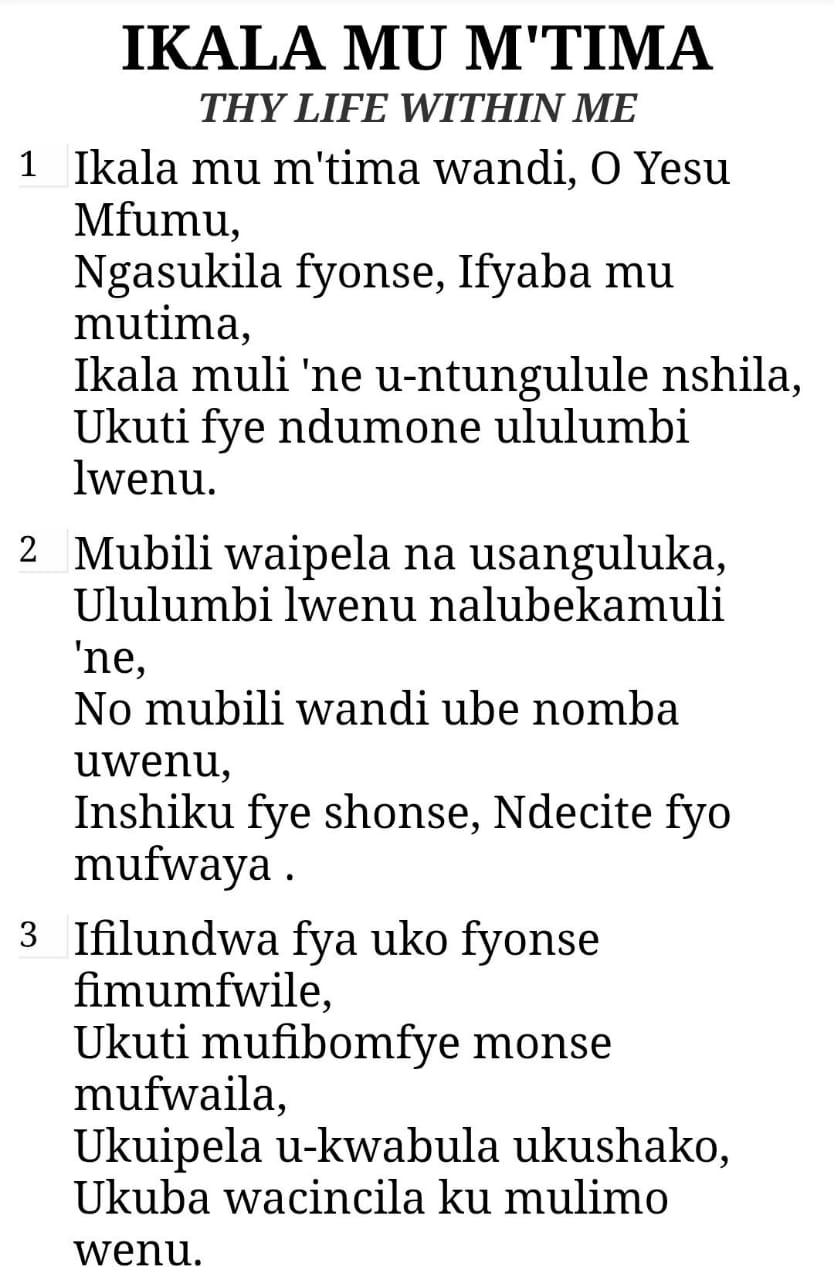 IKALA MU M'TIMA
THY LIFE WITHIN ME
1 Ikala mu m'tima wandi, O Yesu
Mfumu,
Ngasukila fyonse, Ifyaba mu
mutima,
Ikala muli 'ne u-ntungulule nshila,
Ukuti fye ndumone ululumbi
lwenu.
2 Mubili waipela na usanguluka,
Ululumbi lwenu nalubekamuli
'ne,
No mubili wandi ube nomba
uwenu,
Inshiku fye shonse, Ndecite fyo
mufwaya .
3 Ifilundwa fya uko fyonse
fimumfwile,
Ukuti mufibomfye monse
mufwaila,
Ukuipela u-kwabula ukushako,
Ukuba wacincila ku mulimo
wenu.